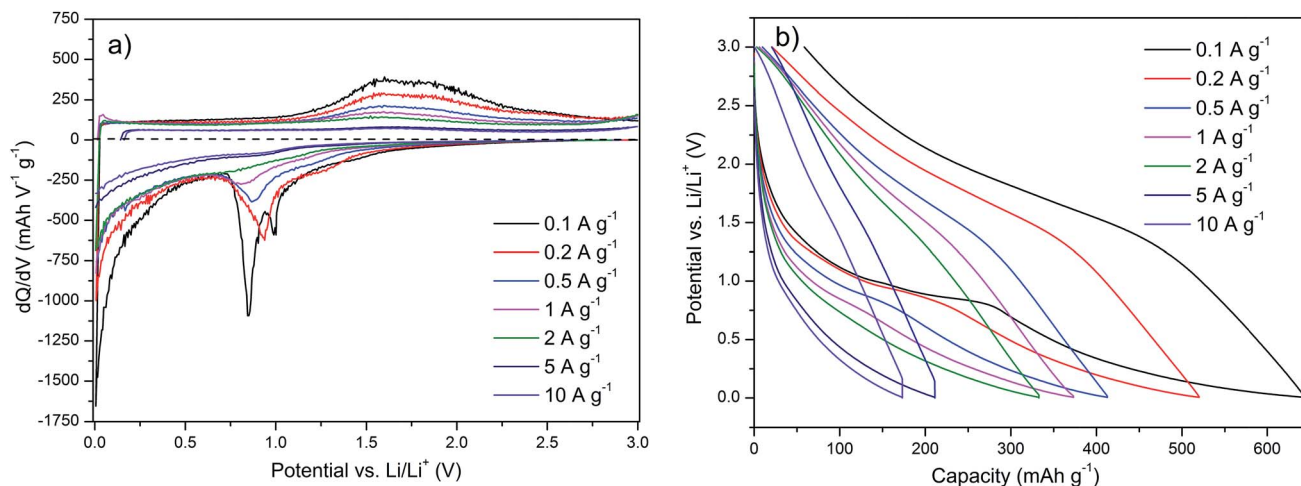 a)
750
500
250
0
-250
-500
-750
-1000
-1250
-1500
-1750
dQ/dV (mAh V⁻¹ g⁻¹)
0.0
0.5
1.0
1.5
2.0
2.5
3.0
Potential vs. Li/Li⁺ (V)
0.1 A g⁻¹
0.2 A g⁻¹
0.5 A g⁻¹
1 A g⁻¹
2 A g⁻¹
5 A g⁻¹
10 A g⁻¹
b)
3.0
2.5
2.0
1.5
1.0
0.5
0.0
Potential vs. Li/Li⁺ (V)
0
100
200
300
400
500
600
Capacity (mAh g⁻¹)
0.1 A g⁻¹
0.2 A g⁻¹
0.5 A g⁻¹
1 A g⁻¹
2 A g⁻¹
5 A g⁻¹
10 A g⁻¹